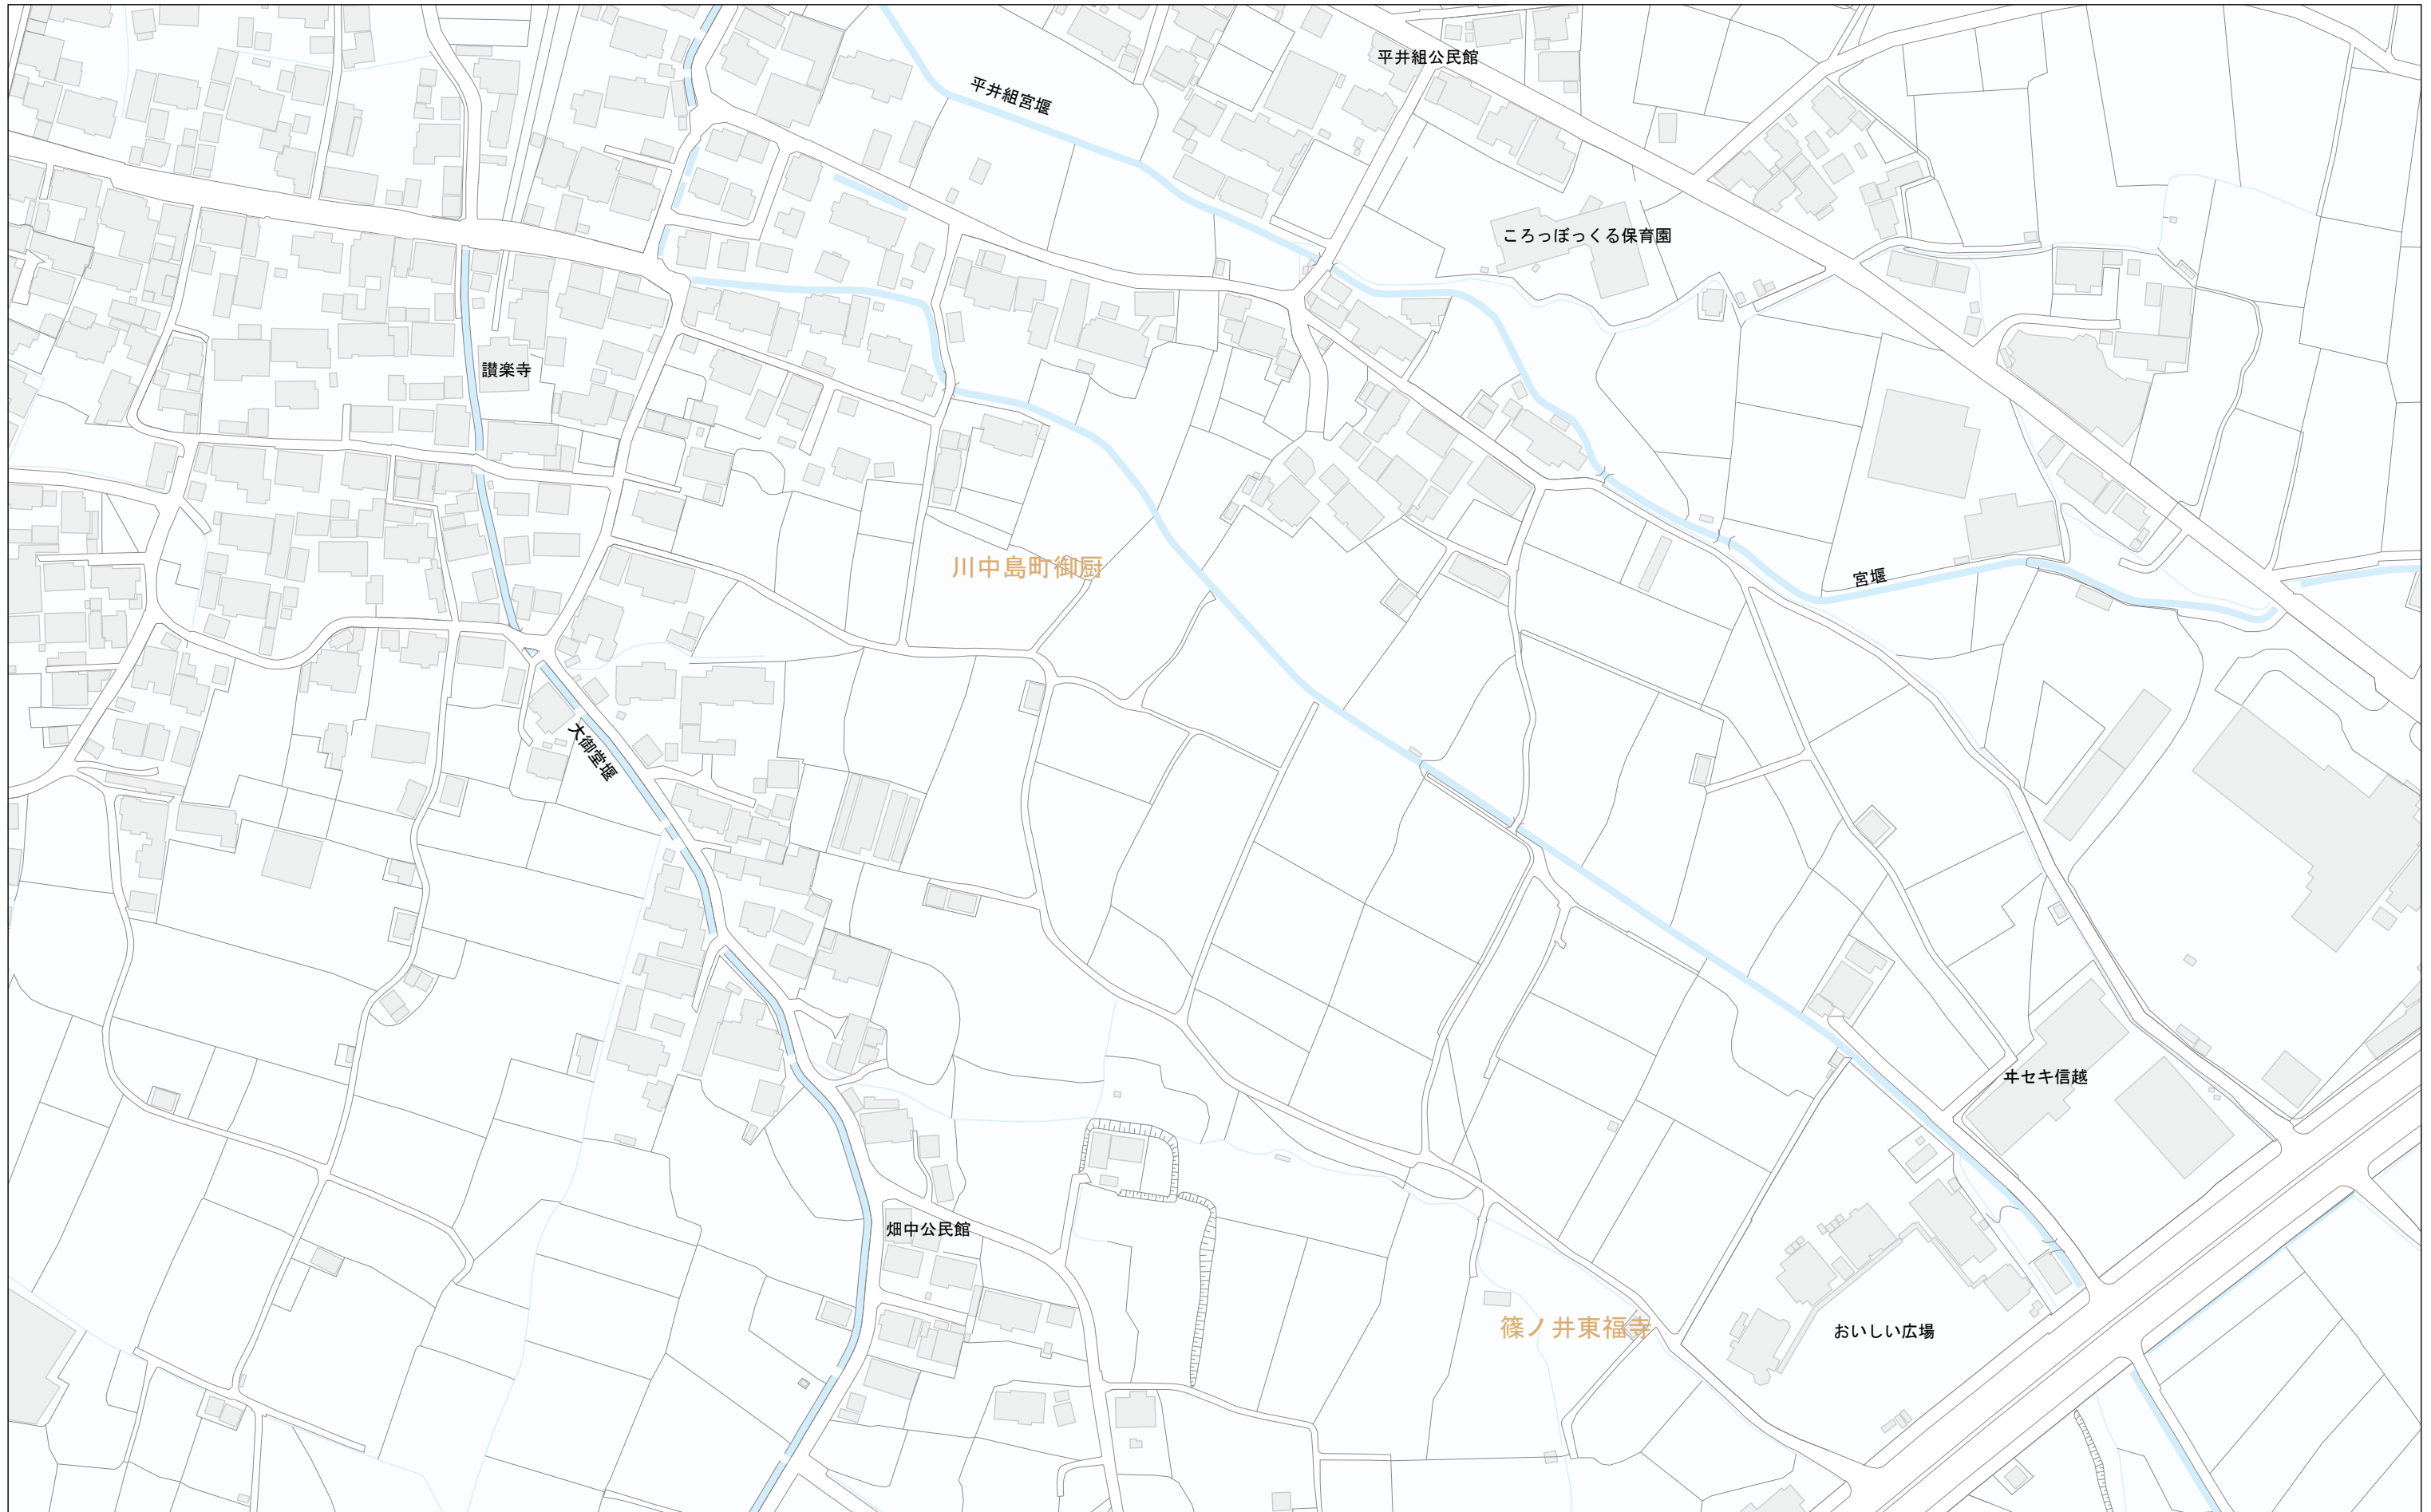 平井組公民館
平井組宮堰
ころっぽっくる保育園
讃楽寺
川中島町御厨
宮堰
大御堂堰
ヰセキ信越
畑中公民館
篠ノ井東福寺
おいしい広場